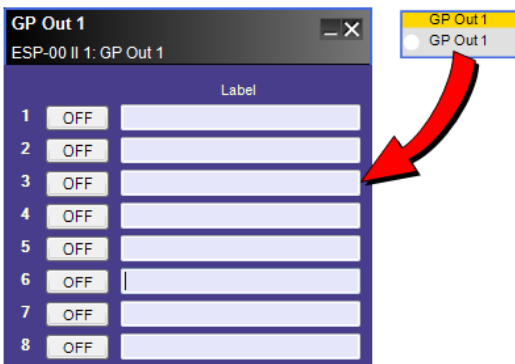 GP Out 1
ESP-00 II 1: GP Out 1
Label
1 OFF
2 OFF
3 OFF
4 OFF
5 OFF
6 OFF
7 OFF
8 OFF
GP Out 1
GP Out 1